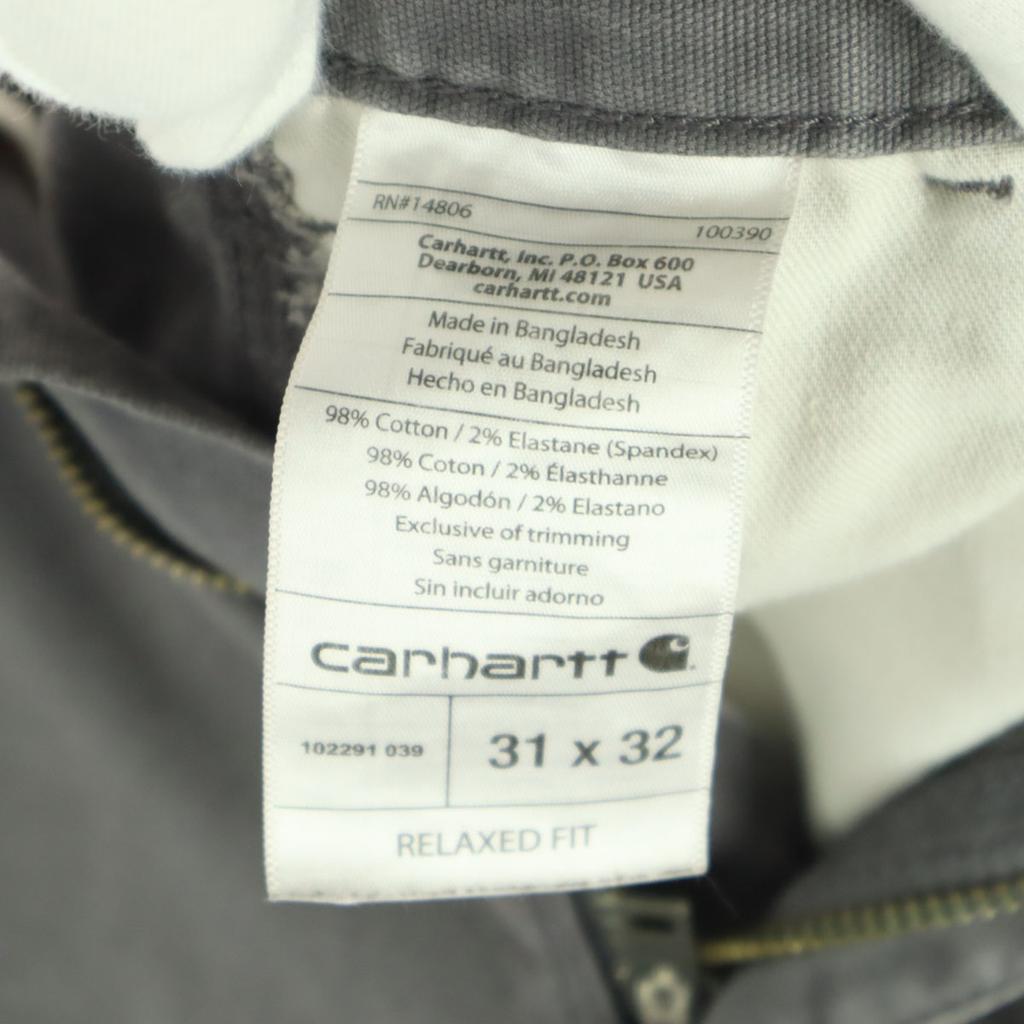 RN#14806
100390
Carhartt, Inc. P.O. Box 600
Dearborn, MI 48121 USA
carhartt.com
Made in Bangladesh
Fabriqué au Bangladesh
Hecho en Bangladesh
98% Cotton / 2% Elastane (Spandex)
98% Coton / 2% Élasthanne
98% Algodón / 2% Elastano
Exclusive of trimming
Sans garniture
Sin incluir adorno
carhartt
102291 039
31 x 32
RELAXED FIT